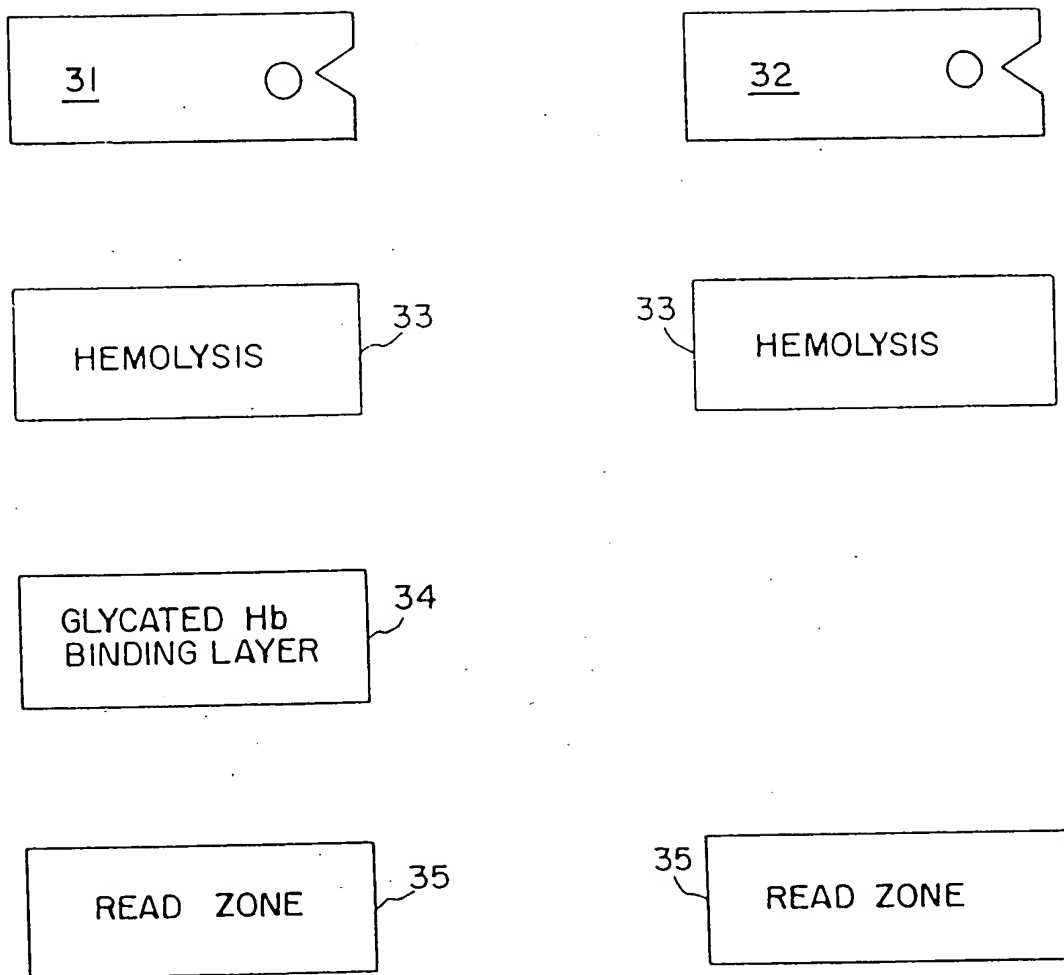 31
32
HEMOLYSIS
33
33
HEMOLYSIS
GLYCATED Hb
BINDING LAYER
34
READ ZONE
35
35
READ ZONE